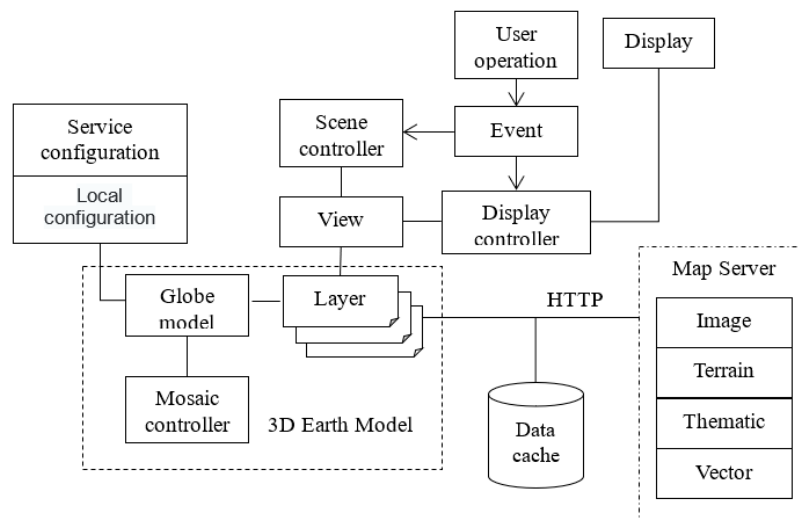 User
operation
Display
Service
configuration
Local
configuration
Scene
controller
Event
View
Display
controller
Globe
model
Layer
HTTP
Mosaic
controller
3D Earth Model
Data
cache
Map Server
Image
Terrain
Thematic
Vector